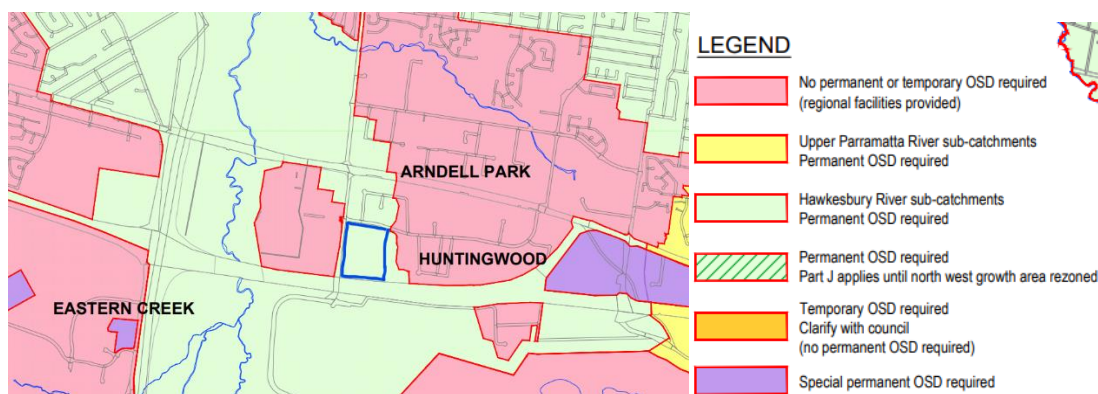 ARNDELL PARK
HUNTINGWOOD
EASTERN CREEK
LEGEND
No permanent or temporary OSD required
(regional facilities provided)
Upper Parramatta River sub-catchments
Permanent OSD required
Hawkesbury River sub-catchments
Permanent OSD required
Permanent OSD required
Part J applies until north west growth area rezoned
Temporary OSD required
Clarify with council
(no permanent OSD required)
Special permanent OSD required